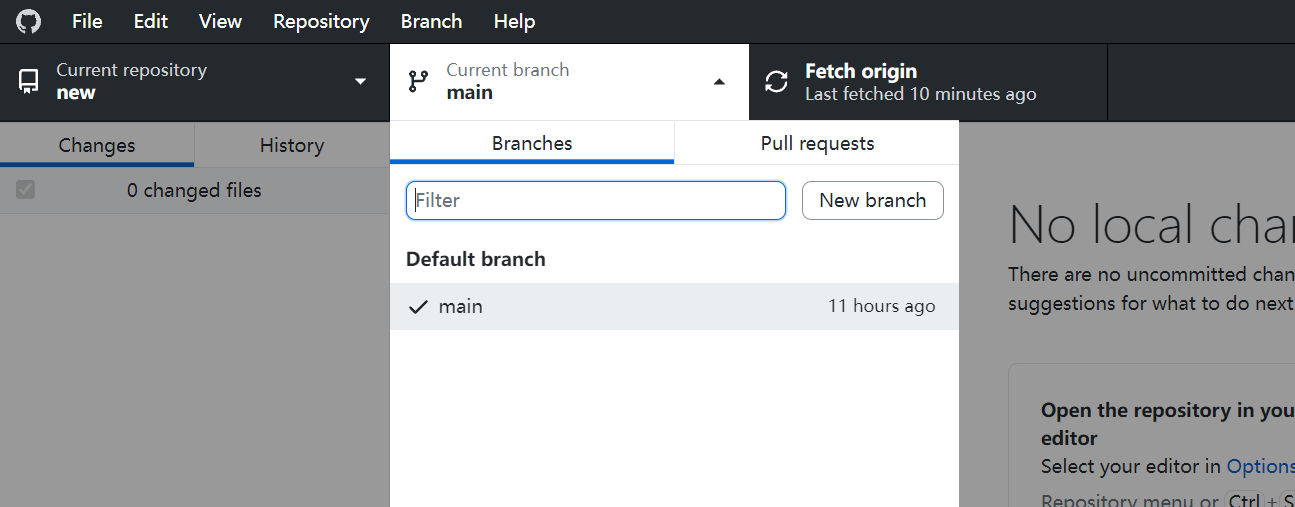 File Edit View Repository Branch Help
Current repository
new
Current branch
main
Fetch origin
Last fetched 10 minutes ago
Changes History
0 changed files
Branches Pull requests
Filter New branch
Default branch
main 11 hours ago
No local
There are no uncommitted
suggestions for what to do next
Open the repository in
editor
Select your editor in Options
Repository menu or Ctrl +